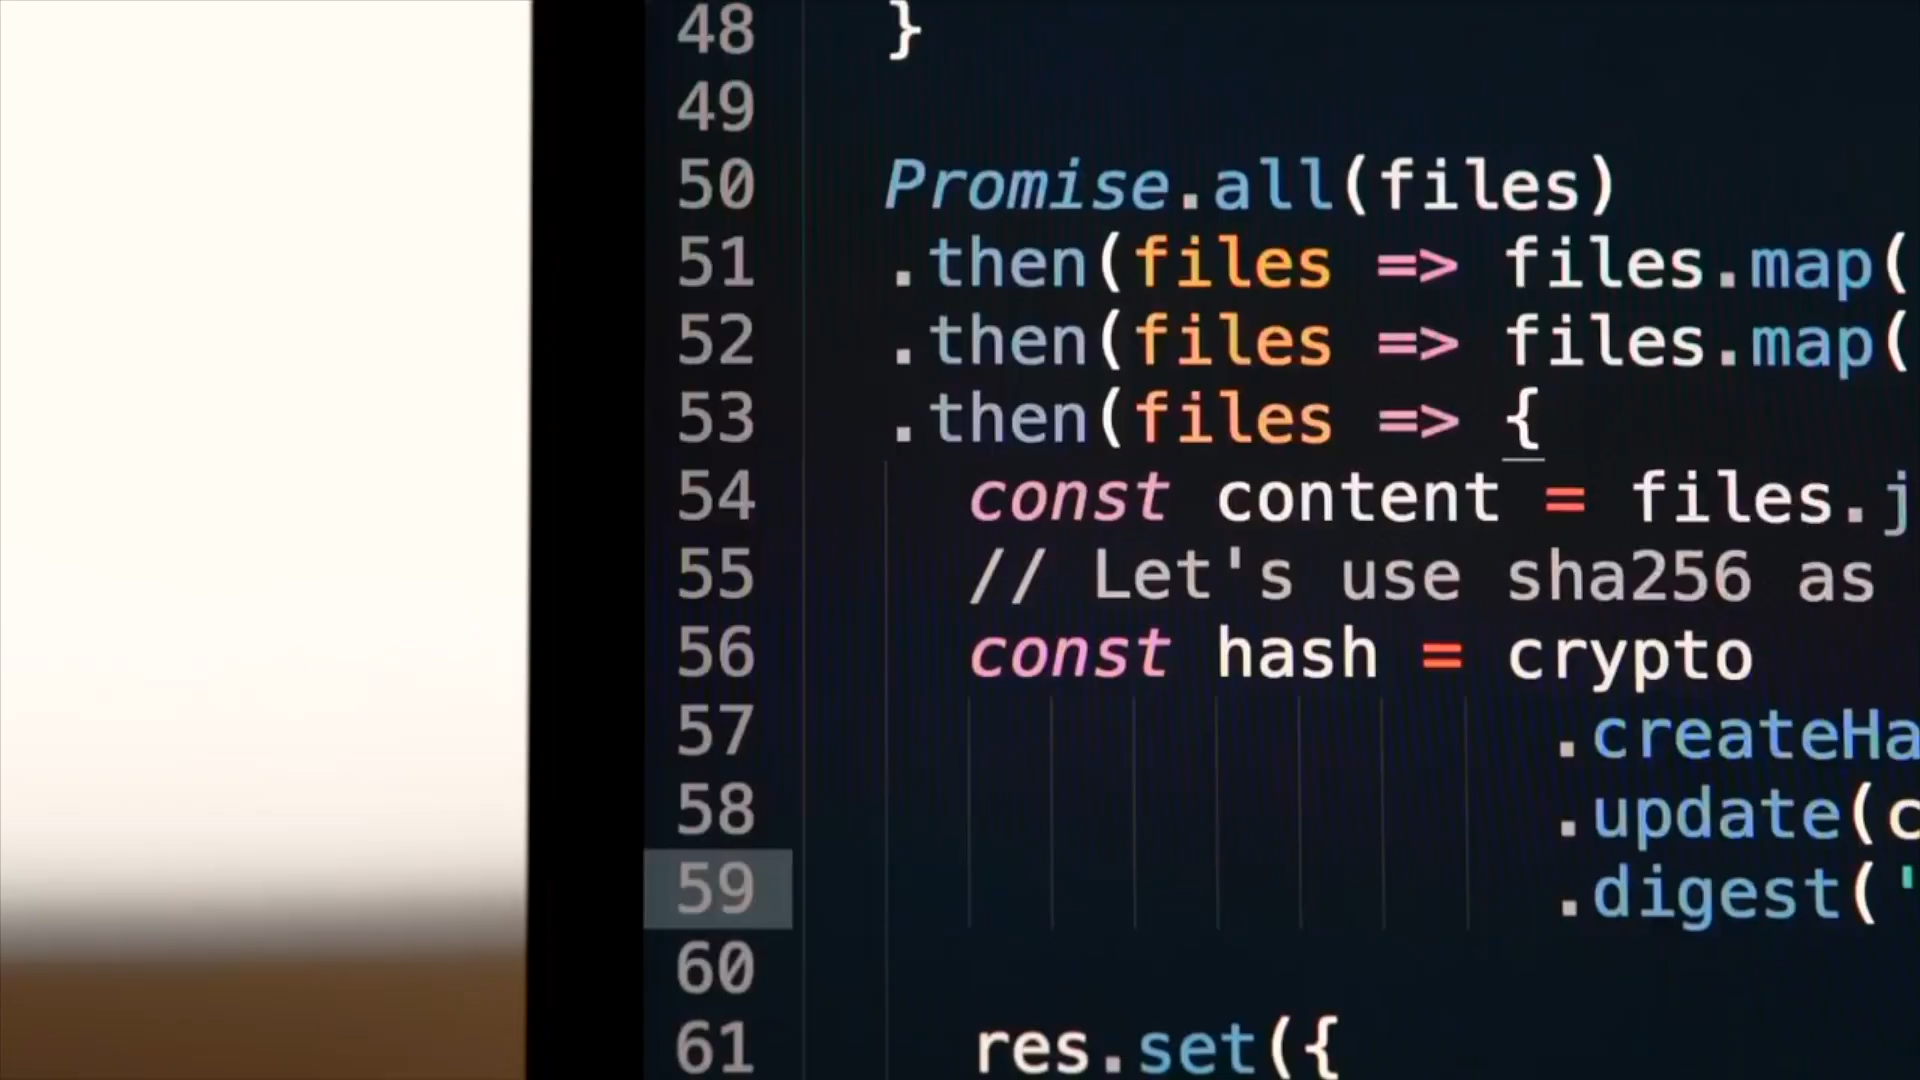 48 }
49
50 Promise.all(files)
51 .then(files => files.map(
52 .then(files => files.map(
53 .then(files => {
54 const content = files.j
55 // Let's use sha256 as
56 const hash = crypto
57 .createHa
58 .update(c
59 .digest('
60
61 res.set({